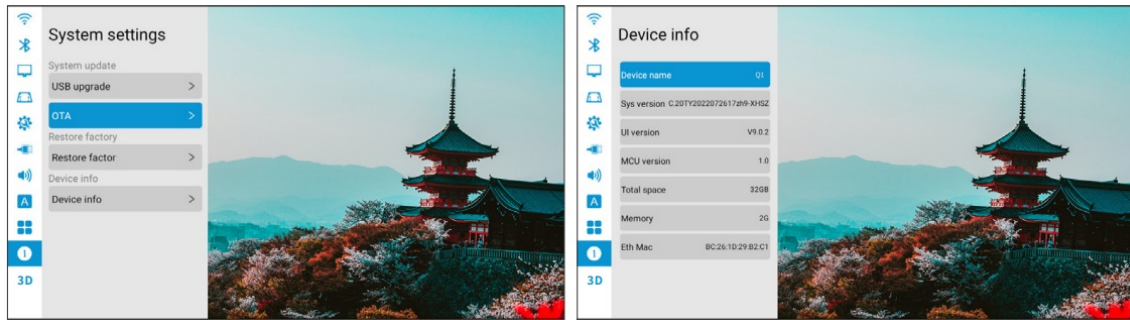 System settings
System update
USB upgrade >
OTA >
Restore factory
Restore factor >
Device info
Device info >
A
3D
Device info
Device name Q1
Sys version C.20TY2022072617zh9-XHSZ
UI version V9.0.2
MCU version 1.0
Total space 32GB
Memory 2G
Eth Mac BC:26:1D:29:B2:C1
A
3D